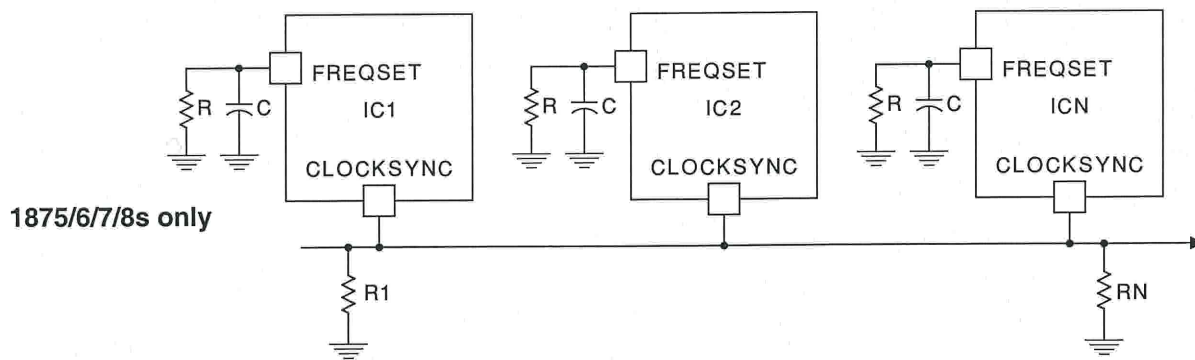 FREQSET
R
C
IC1
CLOCKSYNC
FREQSET
R
C
IC2
CLOCKSYNC
FREQSET
R
C
ICN
CLOCKSYNC
1875/6/7/8s only
R1
RN